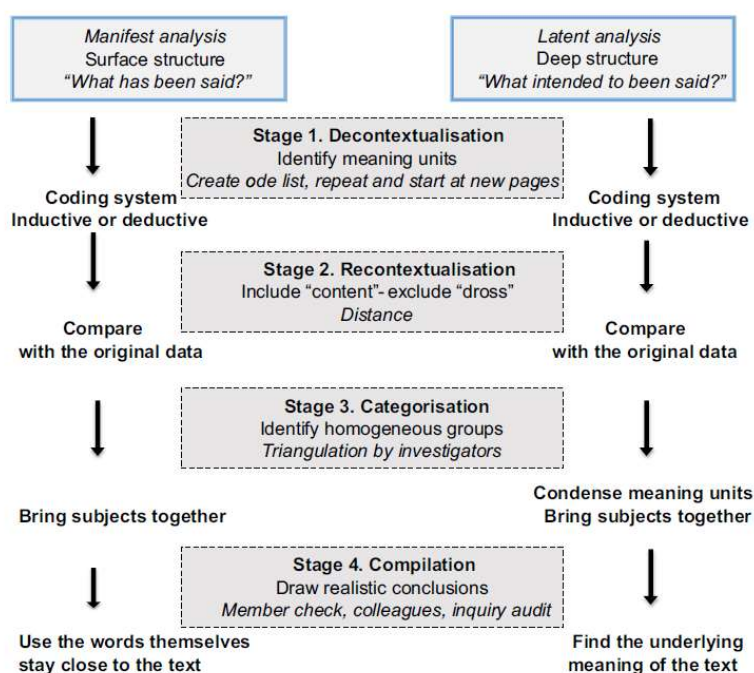 Manifest analysis
Surface structure
“What has been said?”
Latent analysis
Deep structure
“What intended to been said?”
Stage 1. Decontextualisation
Identify meaning units
Create ode list, repeat and start at new pages
Coding system
Inductive or deductive
Coding system
Inductive or deductive
Stage 2. Recontextualisation
Include “content”- exclude “dross”
Distance
Compare
with the original data
Compare
with the original data
Stage 3. Categorisation
Identify homogeneous groups
Triangulation by investigators
Bring subjects together
Condense meaning units
Bring subjects together
Stage 4. Compilation
Draw realistic conclusions
Member check, colleagues, inquiry audit
Use the words themselves
stay close to the text
Find the underlying
meaning of the text